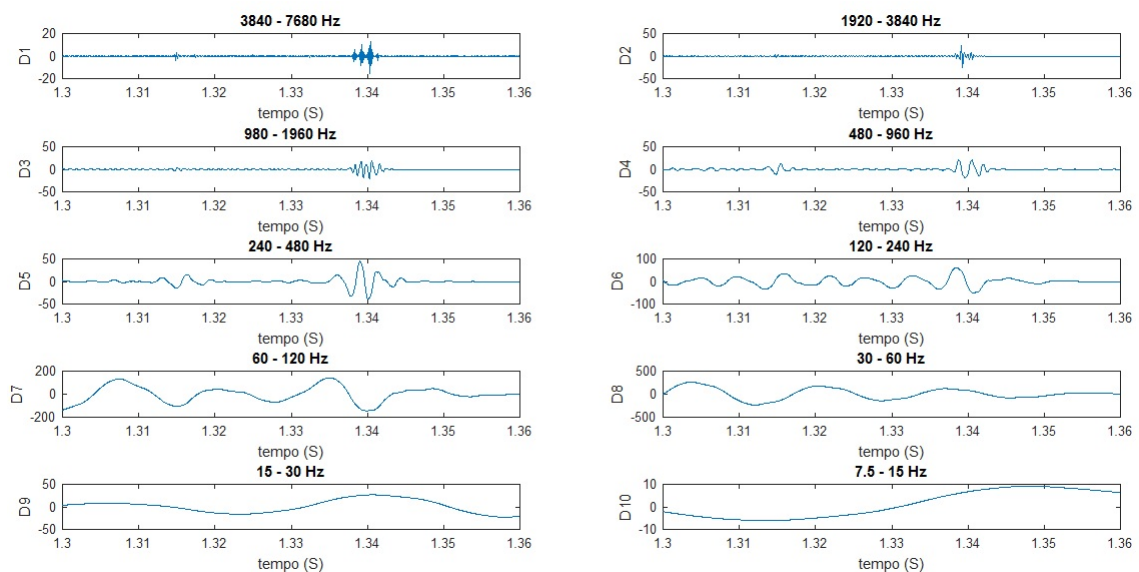 3840 - 7680 Hz
20
0
-20
D1
1.3 1.31 1.32 1.33 1.34 1.35 1.36
tempo (S)
1920 - 3840 Hz
50
0
-50
D2
1.3 1.31 1.32 1.33 1.34 1.35 1.36
tempo (S)
980 - 1960 Hz
50
0
-50
D3
1.3 1.31 1.32 1.33 1.34 1.35 1.36
tempo (S)
480 - 960 Hz
50
0
-50
D4
1.3 1.31 1.32 1.33 1.34 1.35 1.36
tempo (S)
240 - 480 Hz
50
0
-50
D5
1.3 1.31 1.32 1.33 1.34 1.35 1.36
tempo (S)
120 - 240 Hz
100
0
-100
D6
1.3 1.31 1.32 1.33 1.34 1.35 1.36
tempo (S)
60 - 120 Hz
200
0
-200
D7
1.3 1.31 1.32 1.33 1.34 1.35 1.36
tempo (S)
30 - 60 Hz
500
0
-500
D8
1.3 1.31 1.32 1.33 1.34 1.35 1.36
tempo (S)
15 - 30 Hz
50
0
-50
D9
1.3 1.31 1.32 1.33 1.34 1.35 1.36
tempo (S)
7.5 - 15 Hz
10
0
-10
D10
1.3 1.31 1.32 1.33 1.34 1.35 1.36
tempo (S)